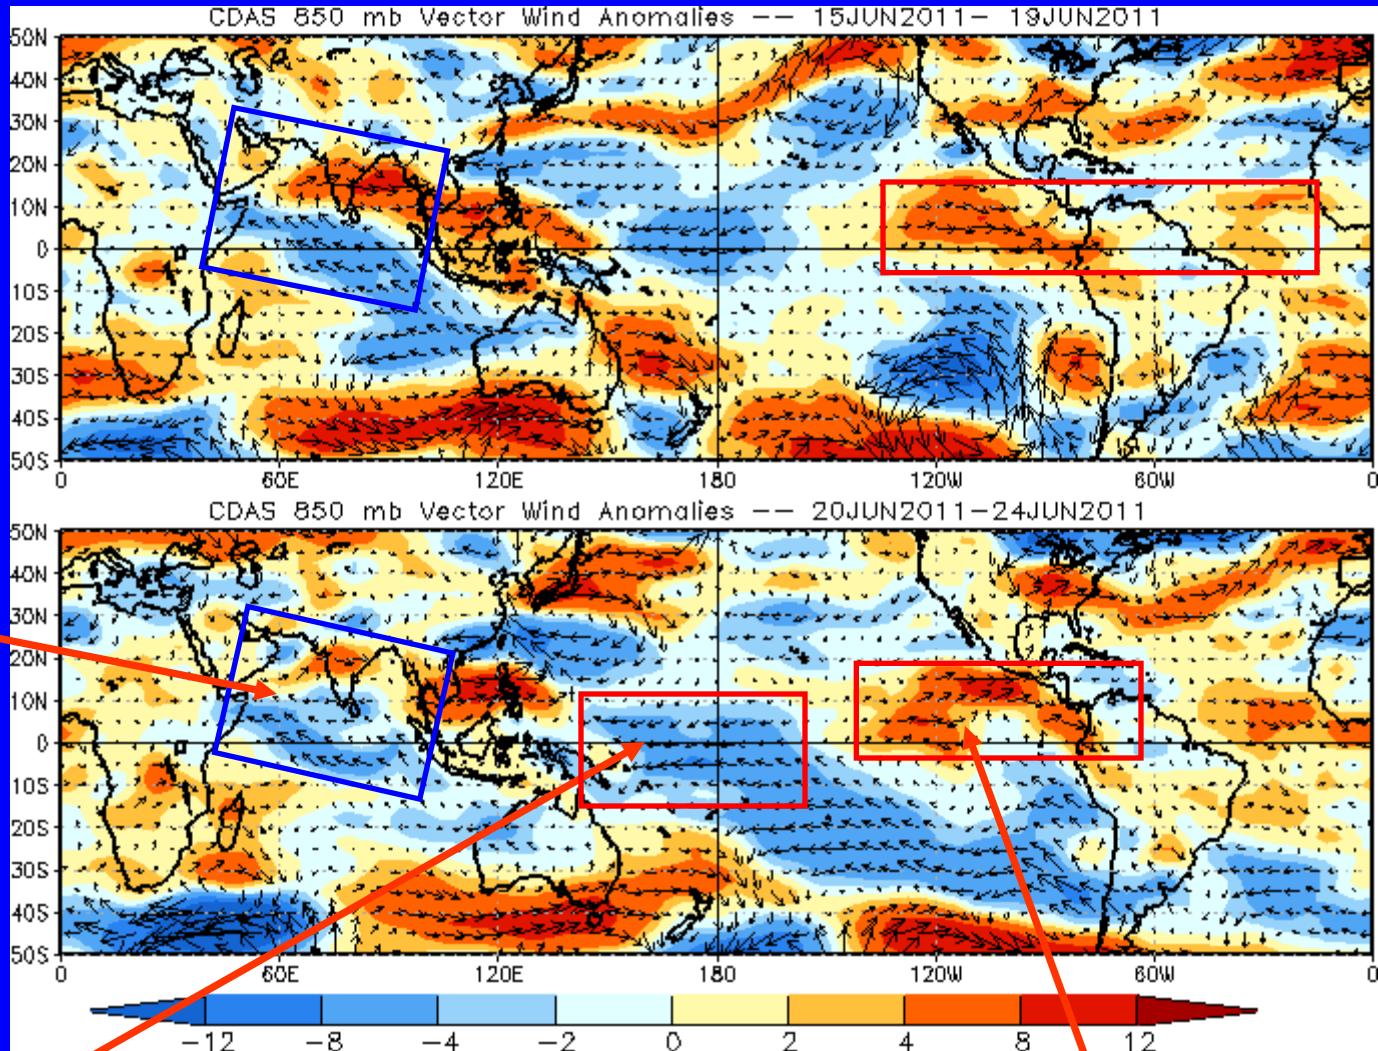 CDAS 850 mb Vector Wind Anomalies -- 15JUN2011- 19JUN2011
50N
40N
30N
20N
10N
0
10S
20S
30S
40S
50S
0 60E 120E 180 120W 60W 0
CDAS 850 mb Vector Wind Anomalies -- 20JUN2011-24JUN2011
50N
40N
30N
20N
10N
0
10S
20S
30S
40S
50S
0 60E 120E 180 120W 60W 0
-12 -8 -4 -2 0 2 4 8 12